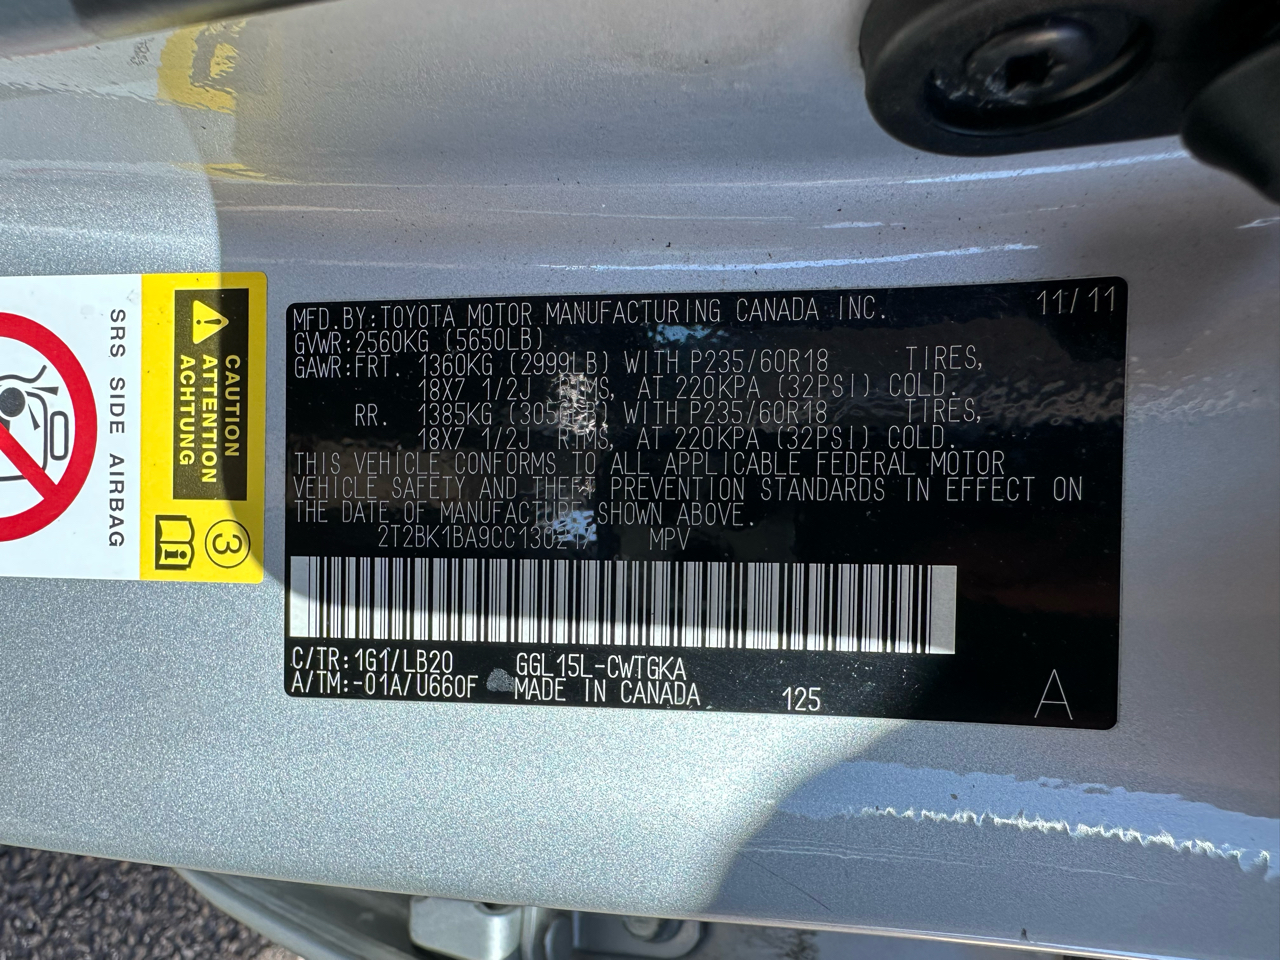 MFD.BY:TOYOTA MOTOR MANUFACTURING CANADA INC. 11/11
GVWR:2560KG (5650LB)
GAWR:FRT. 1360KG (2999LB) WITH P235/60R18 TIRES,
18X7 1/2J RIMS, AT 220KPA (32PSI) COLD.
RR. 1385KG WITH P235/60R18 TIRES,
18X7 1/2J RIMS, AT 220KPA (32PSI) COLD.
THIS VEHICLE CONFORMS TO ALL APPLICABLE FEDERAL MOTOR
VEHICLE SAFETY AND THEFT PREVENTION STANDARDS IN EFFECT ON
THE DATE OF MANUFACTURE SHOWN ABOVE.
MPV
C/TR:1G1/LB20 GGL15L-CWTGKA
A/TM:-01A/U660F MADE IN CANADA 125 A
CAUTION
ATTENTION
ACHTUNG
3
SRS SIDE AIRBAG